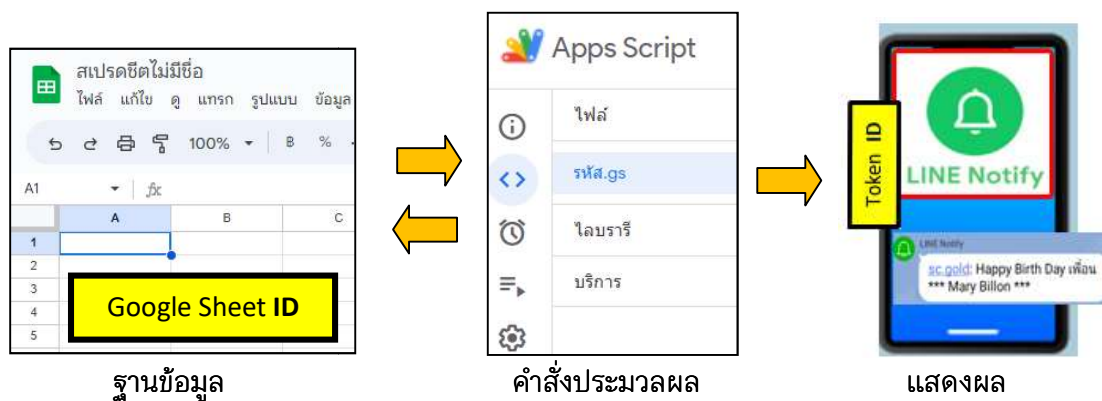 สเปรดชีตไม่มีชื่อ
ไฟล์ แก้ไข ดู แทรก รูปแบบ ข้อมูล
100% B %
A1 fx
A B C
1
2
3
4
5
Google Sheet ID
ฐานข้อมูล
Apps Script
ไฟล์
รหัส.gs
ไลบรารี
บริการ
คำสั่งประมวลผล
Token ID
LINE Notify
LINE Notify
sc.gold: Happy Birth Day เพื่อน
*** Mary Billon ***
แสดงผล